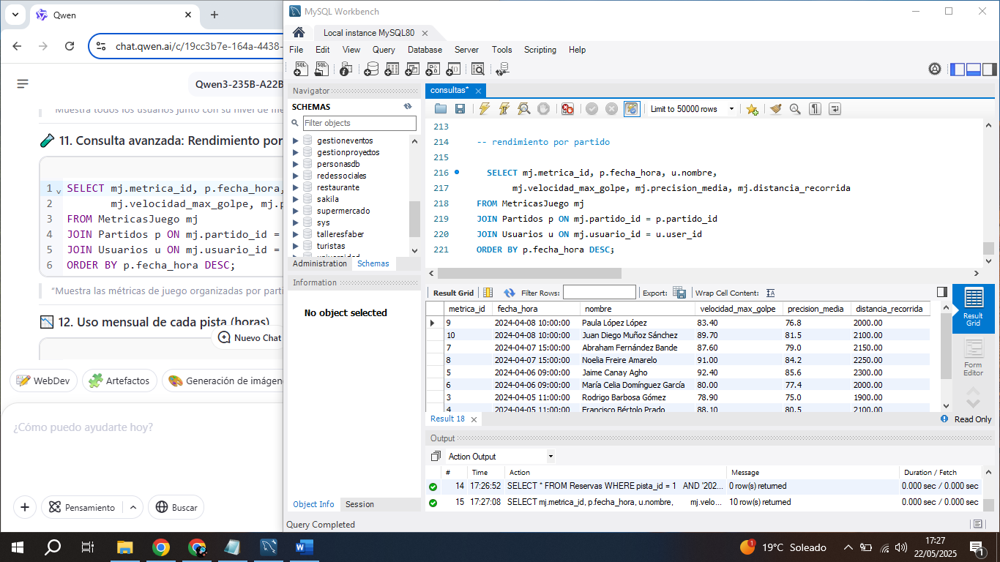 Qwen
chat.qwen.ai/c/19cc3b7e-164a-4438-
Qwen3-235B-A22B
Muestra todos los usuarios junto con su nivel de me
11. Consulta avanzada: Rendimiento por
1 SELECT mj.metrica_id, p.fecha_hora,
2 mj.velocidad_max_golpe, mj.p
3 FROM MetricasJuego mj
4 JOIN Partidos p ON mj.partido_id =
5 JOIN Usuarios u ON mj.usuario_id =
6 ORDER BY p.fecha_hora DESC;
"Muestra las métricas de juego organizadas por parti
12. Uso mensual de cada pista (horas)
Nuevo Chat
WebDev
Artefactos
Generación de imágen
¿Cómo puedo ayudarte hoy?
Pensamiento
Buscar
MySQL Workbench
Local instance MySQL80
File Edit View Query Database Server Tools Scripting Help
Navigator
SCHEMAS
Filter objects
gestioneventos
gestionproyectos
personasdb
redessociales
restaurante
sakila
supermercado
sys
talleresfaber
turistas
universidad
Administration Schemas
Information
No object selected
Object Info Session
Query Completed
consultas*
Limit to 50000 rows
213
214 -- rendimiento por partido
215
216 SELECT mj.metrica_id, p.fecha_hora, u.nombre,
217 mj.velocidad_max_golpe, mj.precision_media, mj.distancia_recorrida
218 FROM MetricasJuego mj
219 JOIN Partidos p ON mj.partido_id = p.partido_id
220 JOIN Usuarios u ON mj.usuario_id = u.user_id
221 ORDER BY p.fecha_hora DESC;
Result Grid Filter Rows: Export: Wrap Cell Content:
metrica_id fecha_hora nombre velocidad_max_golpe precision_media distancia_recorrida
9 2024-04-08 10:00:00 Paula López López 83.40 76.8 2000.00
10 2024-04-08 10:00:00 Juan Diego Muñoz Sánchez 89.70 81.5 2100.00
7 2024-04-07 15:00:00 Abraham Fernández Bande 87.60 79.0 2150.00
8 2024-04-07 15:00:00 Noelia Freire Amarelo 91.00 84.2 2250.00
5 2024-04-06 09:00:00 Jaime Canay Agho 92.40 85.6 2300.00
6 2024-04-06 09:00:00 María Celia Domínguez García 80.00 77.4 2000.00
3 2024-04-05 11:00:00 Rodrigo Barbosa Gómez 78.90 75.0 1900.00
4 2024-04-05 11:00:00 Francisco Bértolo Prado 88.10 80.5 2100.00
Result Grid
Form Editor
Result 18
Read Only
Output
Action Output
# Time Action Message Duration / Fetch
14 17:26:52 SELECT * FROM Reservas WHERE pista_id = 1 AND '202... 0 row(s) returned 0.000 sec / 0.000 sec
15 17:27:08 SELECT mj.metrica_id, p.fecha_hora, u.nombre, mj.velo... 10 row(s) returned 0.000 sec / 0.000 sec
1
19°C Soleado
17:27
22/05/2025
1